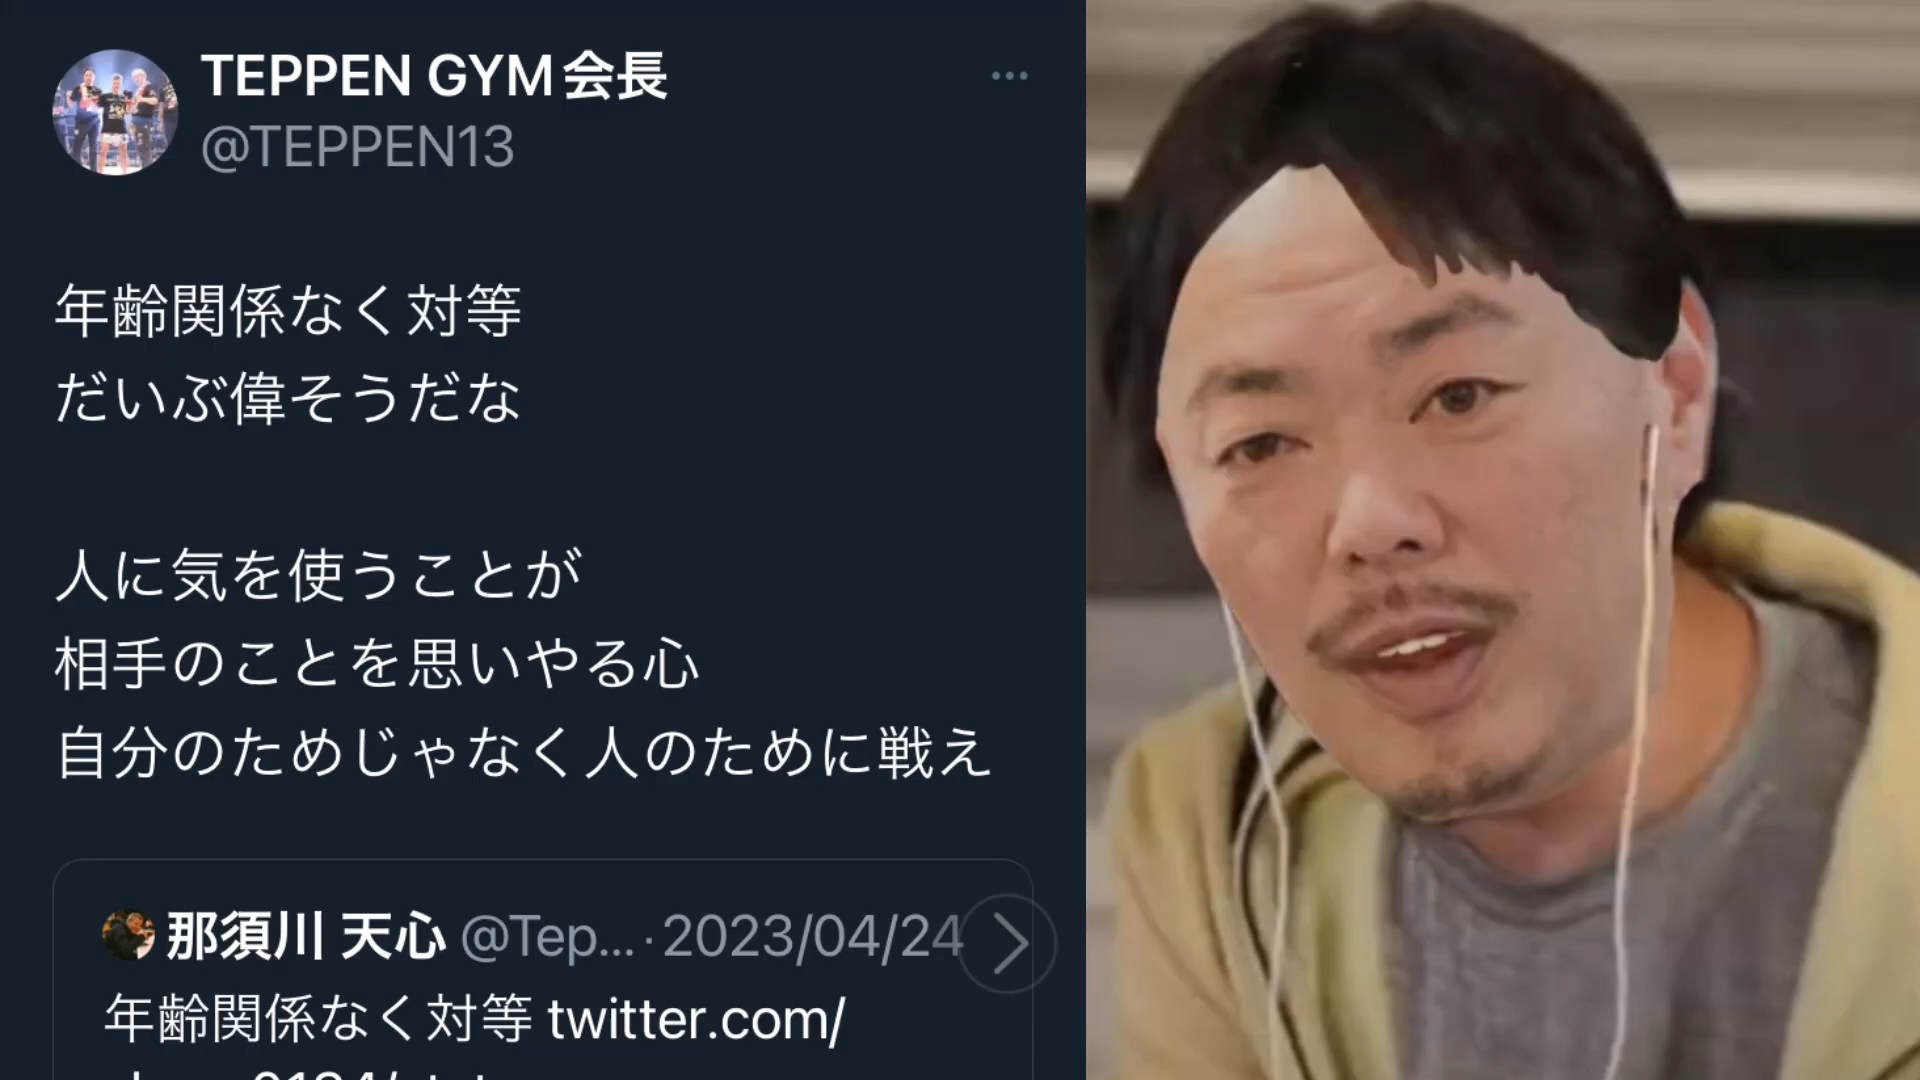 TEPPEN GYM会長
@TEPPEN13
年齢関係なく対等
だいぶ偉そうだな
人に気を使うことが
相手のことを思いやる心
自分のためじゃなく人のために戦え
那須川 天心 @Tep... · 2023/04/24
年齢関係なく対等 twitter.com/